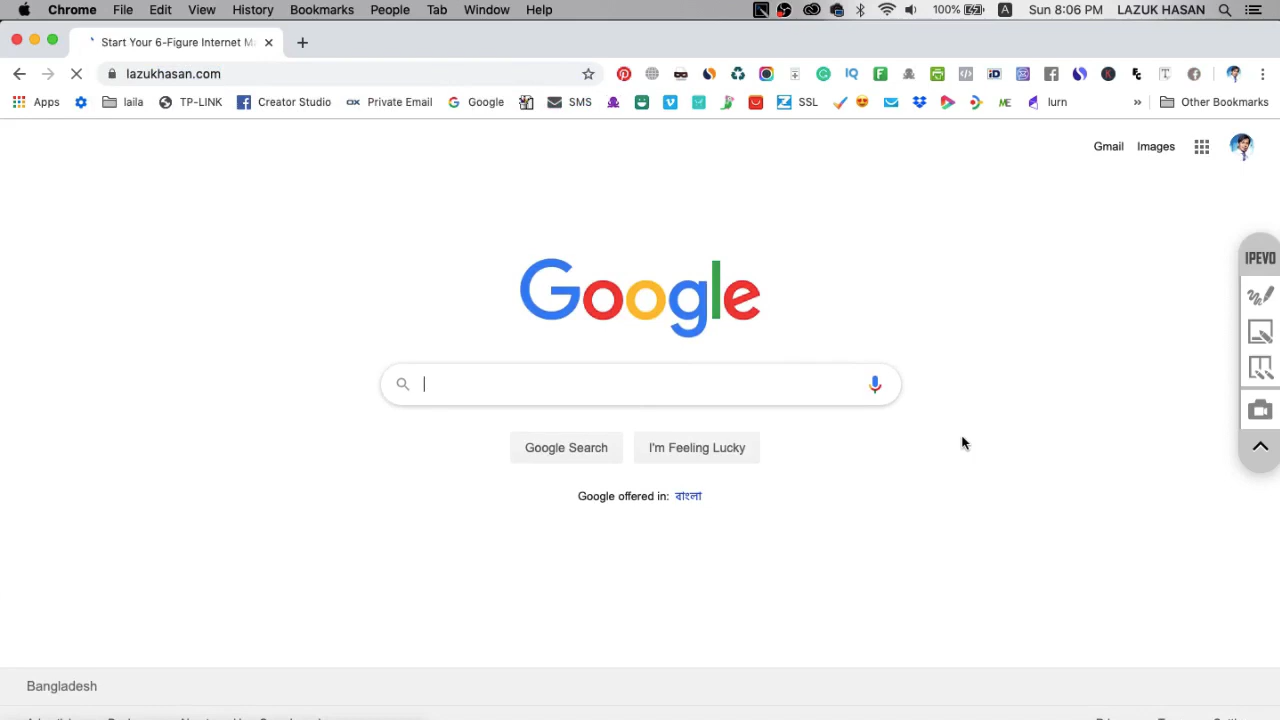 Chrome File Edit View History Bookmarks People Tab Window Help 100% A Sun 8:06 PM LAZUK HASAN
Start Your 6-Figure Internet Ma
lazukhasan.com
Apps laila TP-LINK Creator Studio Private Email Google SMS SSL ME lurn » Other Bookmarks
Gmail Images
IPEVO
Google
Google Search I'm Feeling Lucky
Google offered in: বাংলা
Bangladesh